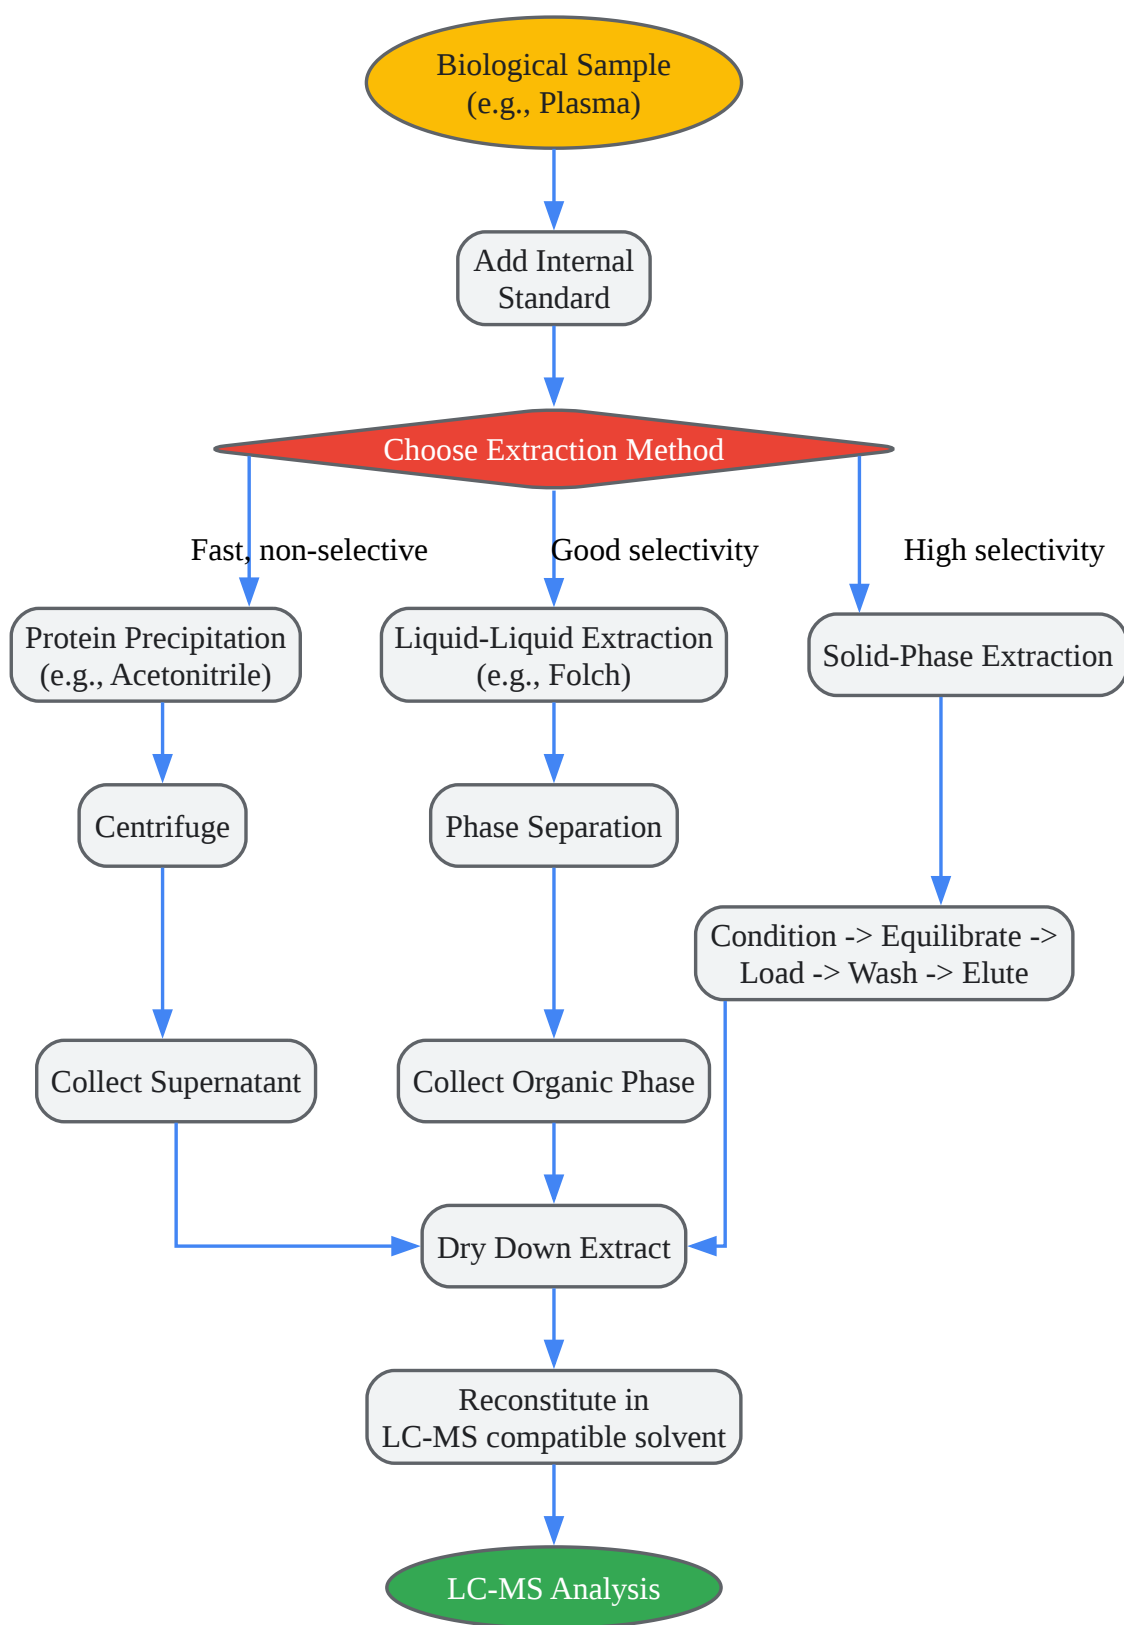 Biological Sample
(e.g., Plasma)
Add Internal
Standard
Choose Extraction Method
Fast, non-selective
Good selectivity
High selectivity
Protein Precipitation
(e.g., Acetonitrile)
Liquid-Liquid Extraction
(e.g., Folch)
Solid-Phase Extraction
Centrifuge
Phase Separation
Condition -> Equilibrate ->
Load -> Wash -> Elute
Collect Supernatant
Collect Organic Phase
Dry Down Extract
Reconstitute in
LC-MS compatible solvent
LC-MS Analysis